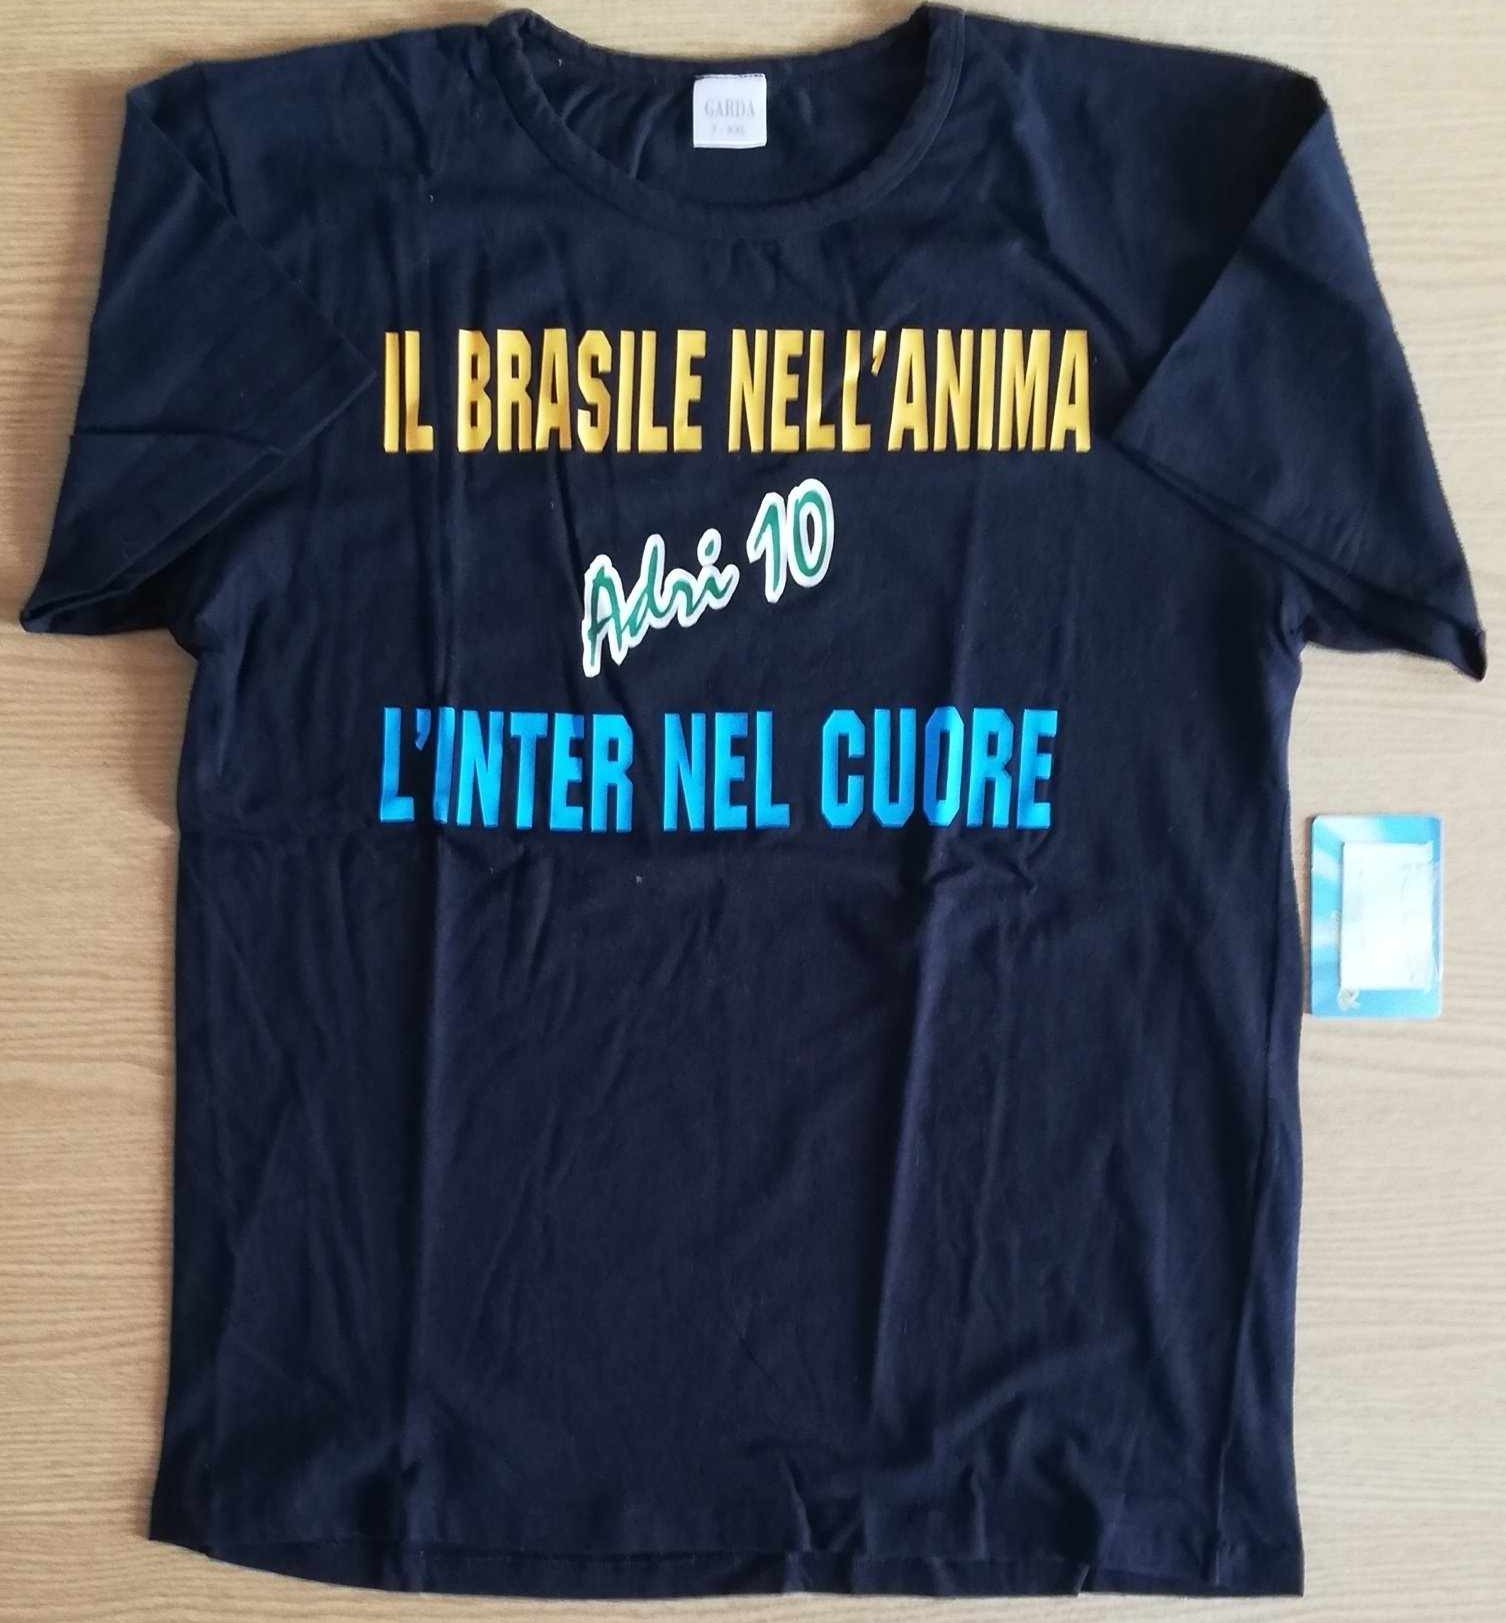 GARDA
IL BRASILE NELL'ANIMA
Adri 10
L'INTER NEL CUORE